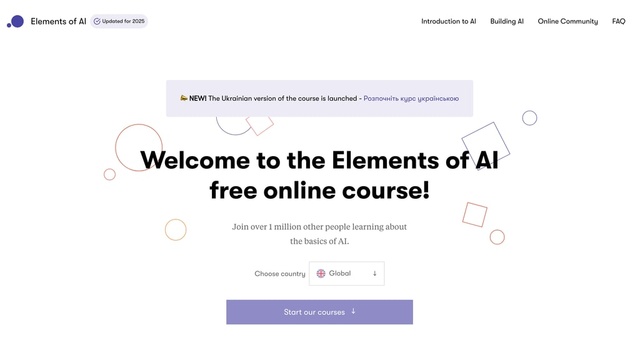 Elements of AI
Updated for 2025
Introduction to AI
Building AI
Online Community
FAQ
NEW! The Ukrainian version of the course is launched - Розпочніть курс українською
Welcome to the Elements of AI
free online course!
Join over 1 million other people learning about
the basics of AI.
Choose country
Global
Start our courses